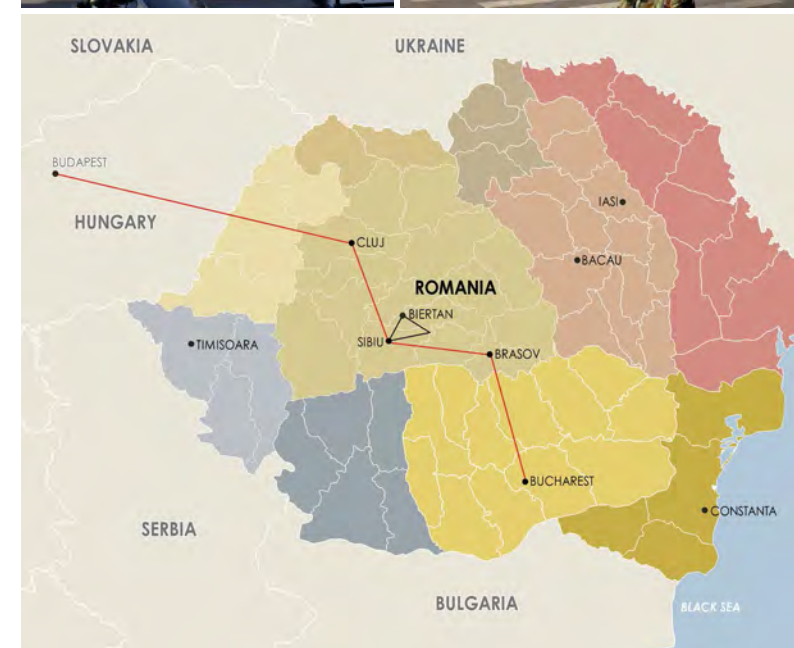 SLOVAKIA
UKRAINE
BUDAPEST
HUNGARY
IASI
CLUJ
BACAU
ROMANIA
BIERTAN
SIBIU
TIMISOARA
BRASOV
BUCHAREST
CONSTANTA
SERBIA
BULGARIA
BLACK SEA